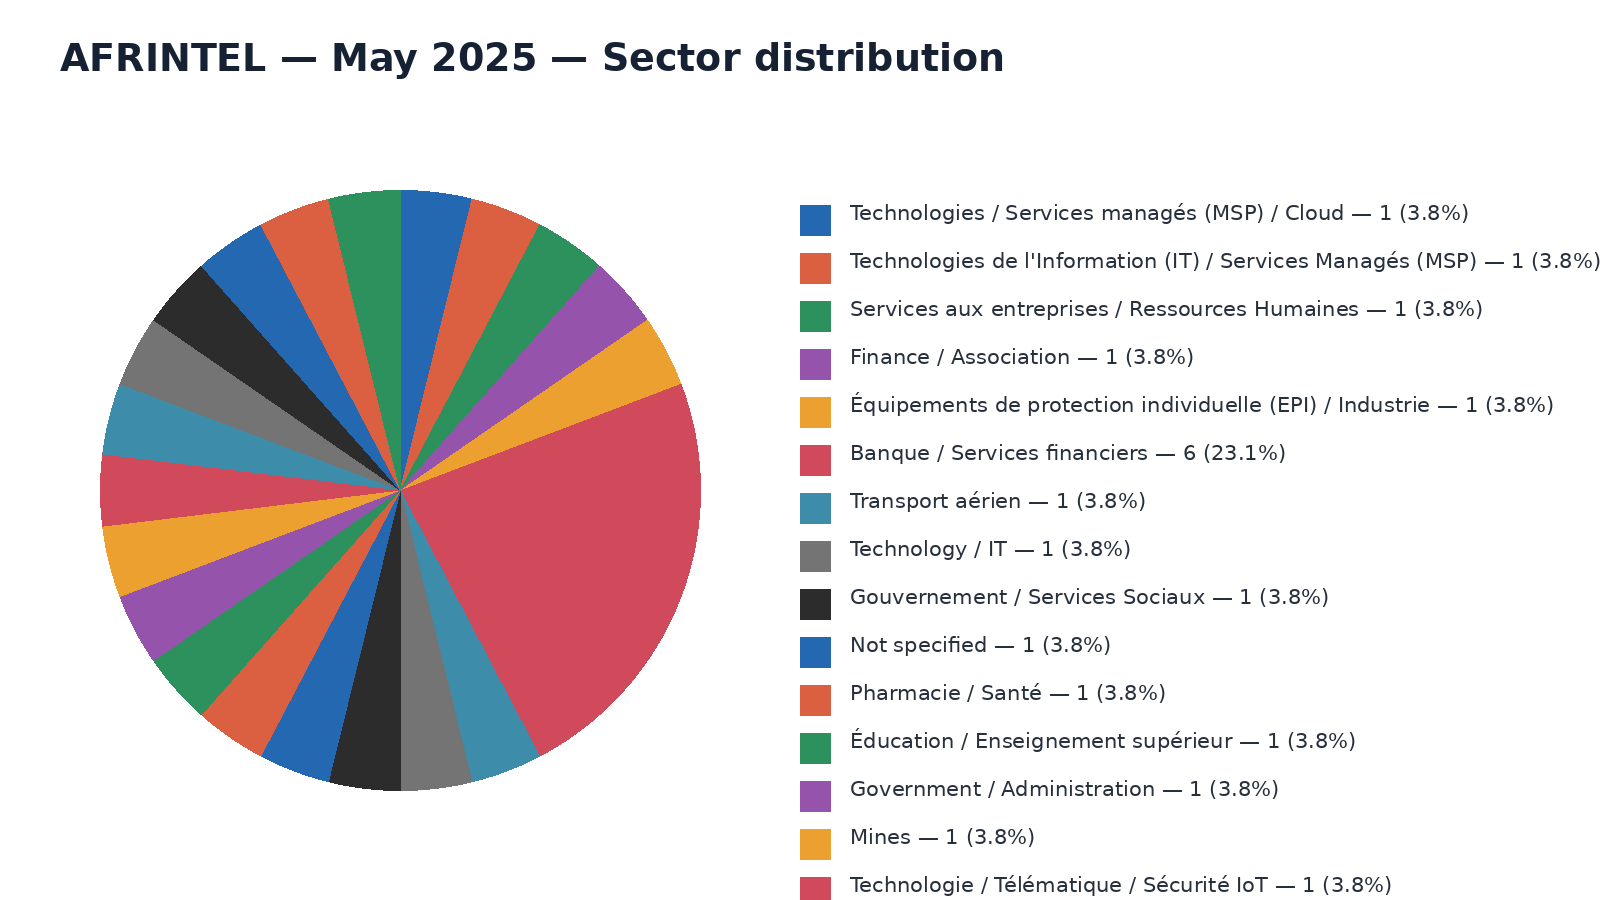 AFRINTEL — May 2025 — Sector distribution
Technologies / Services managés (MSP) / Cloud — 1 (3.8%)
Technologies de l'Information (IT) / Services Managés (MSP) — 1 (3.8%)
Services aux entreprises / Ressources Humaines — 1 (3.8%)
Finance / Association — 1 (3.8%)
Équipements de protection individuelle (EPI) / Industrie — 1 (3.8%)
Banque / Services financiers — 6 (23.1%)
Transport aérien — 1 (3.8%)
Technology / IT — 1 (3.8%)
Gouvernement / Services Sociaux — 1 (3.8%)
Not specified — 1 (3.8%)
Pharmacie / Santé — 1 (3.8%)
Éducation / Enseignement supérieur — 1 (3.8%)
Government / Administration — 1 (3.8%)
Mines — 1 (3.8%)
Technologie / Télématique / Sécurité IoT — 1 (3.8%)